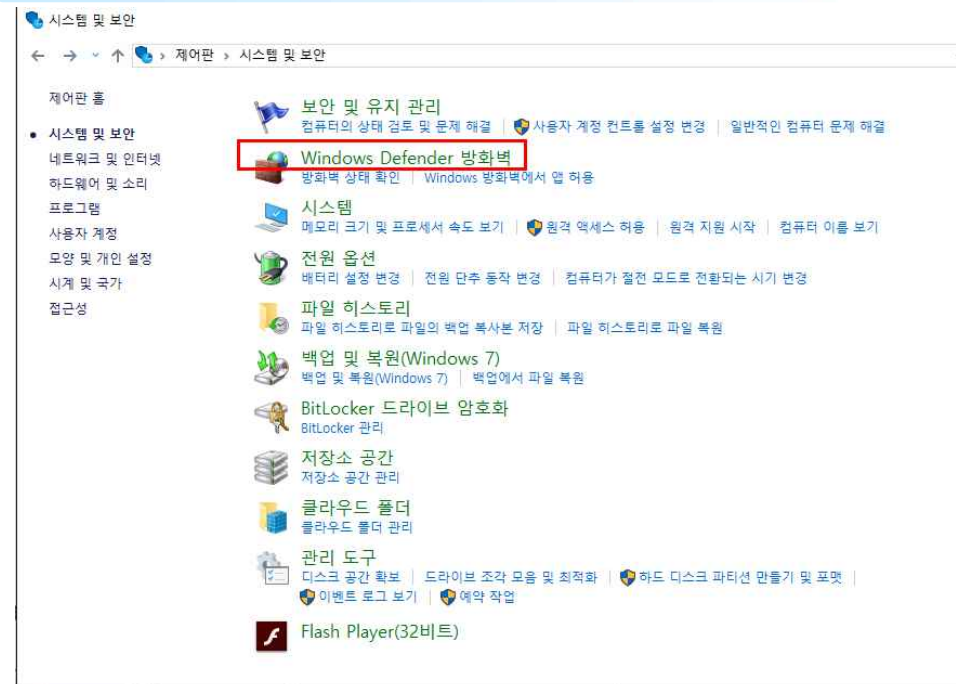 시스템 및 보안
제어판 › 시스템 및 보안
제어판 홈
시스템 및 보안
네트워크 및 인터넷
하드웨어 및 소리
프로그램
사용자 계정
모양 및 개인 설정
시계 및 국가
접근성
보안 및 유지 관리
컴퓨터의 상태 검토 및 문제 해결 | 사용자 계정 컨트롤 설정 변경 | 일반적인 컴퓨터 문제 해결
Windows Defender 방화벽
방화벽 상태 확인 | Windows 방화벽에서 앱 허용
시스템
메모리 크기 및 프로세서 속도 보기 | 원격 액세스 허용 | 원격 지원 시작 | 컴퓨터 이름 보기
전원 옵션
배터리 설정 변경 | 전원 단추 동작 변경 | 컴퓨터가 절전 모드로 전환되는 시기 변경
파일 히스토리
파일 히스토리로 파일의 백업 복사본 저장 | 파일 히스토리로 파일 복원
백업 및 복원(Windows 7)
백업 및 복원(Windows 7) | 백업에서 파일 복원
BitLocker 드라이브 암호화
BitLocker 관리
저장소 공간
저장소 공간 관리
클라우드 폴더
클라우드 폴더 관리
관리 도구
디스크 공간 확보 | 드라이브 조각 모음 및 최적화 | 하드 디스크 파티션 만들기 및 포맷 |
이벤트 로그 보기 | 예약 작업
Flash Player(32비트)